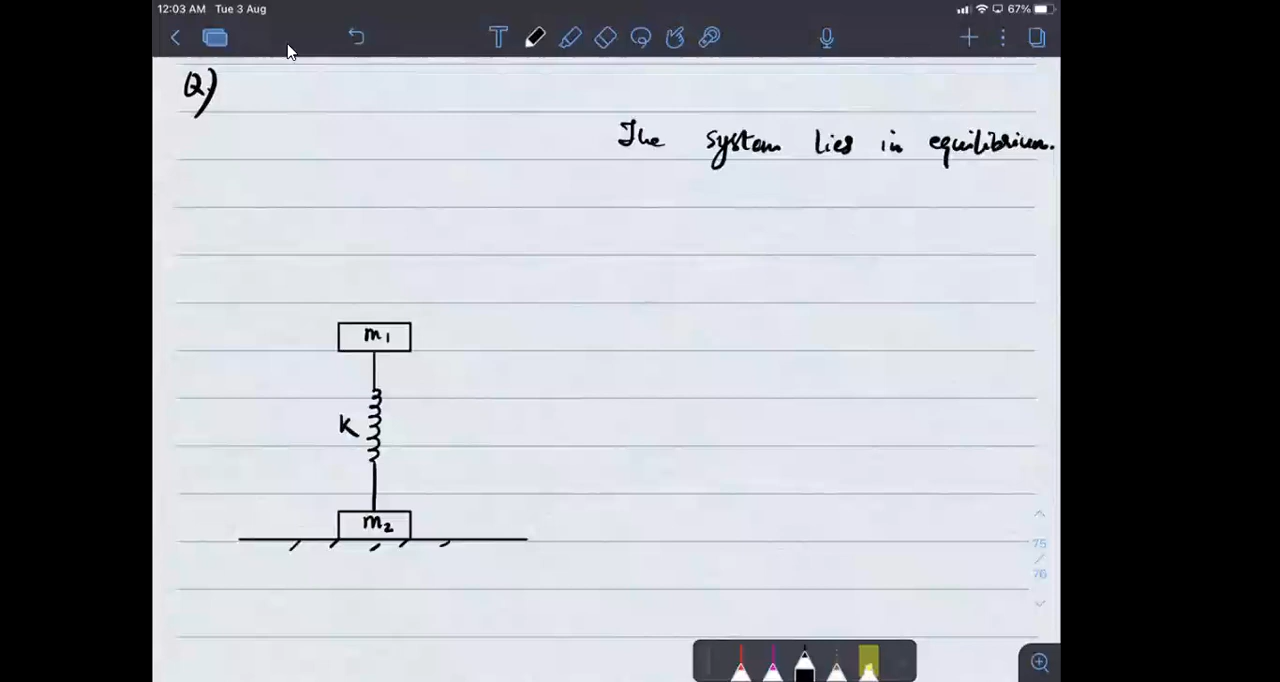 12:03 AM Tue 3 Aug
67%
T
Q)
The system lies in equilibrium.
m1
K
m2
75
/
76